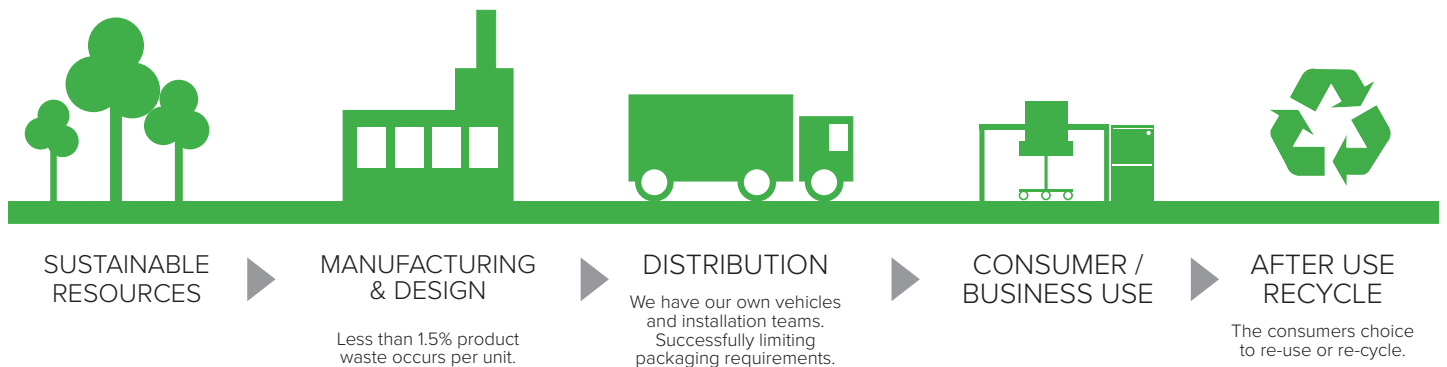 SUSTAINABLE
RESOURCES
MANUFACTURING
& DESIGN
Less than 1.5% product
waste occurs per unit.
DISTRIBUTION
We have our own vehicles
and installation teams.
Successfully limiting
packaging requirements.
CONSUMER /
BUSINESS USE
AFTER USE
RECYCLE
The consumers choice
to re-use or re-cycle.